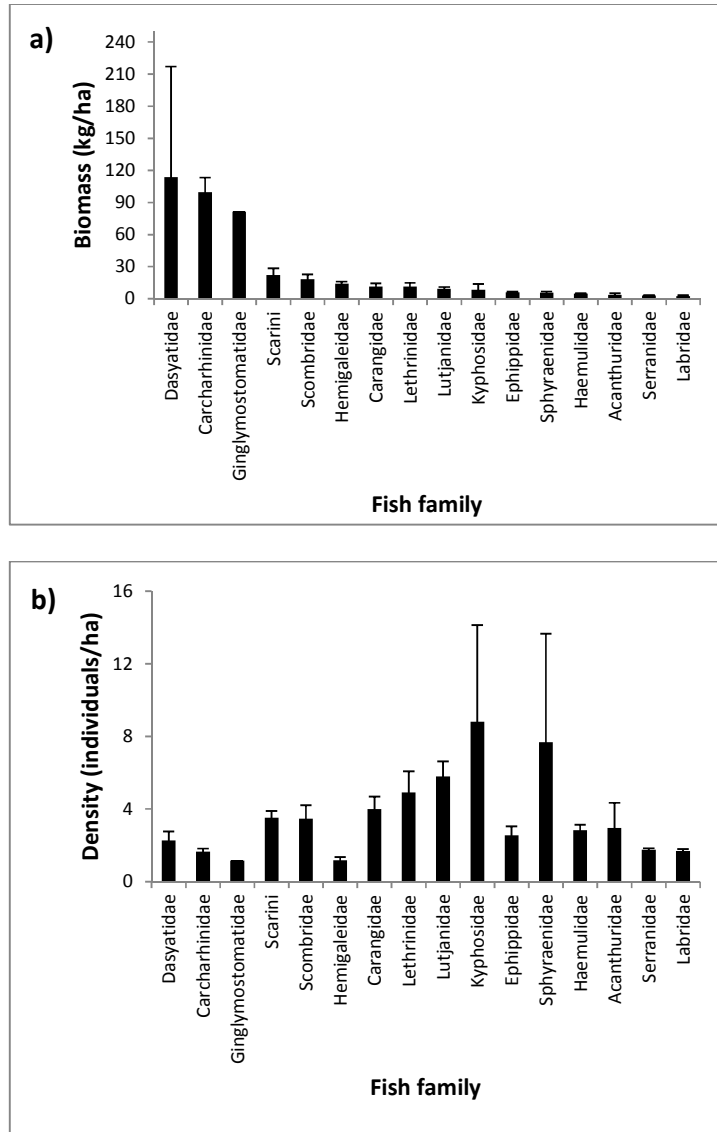 a)
Biomass (kg/ha)
240
210
180
150
120
90
60
30
0
Dasyatidae
Carcharhinidae
Ginglymostomatidae
Scarini
Scombridae
Hemigaleidae
Carangidae
Lethrinidae
Lutjanidae
Kyphosidae
Ephippidae
Sphyraenidae
Haemulidae
Acanthuridae
Serranidae
Labridae
Fish family
b)
Density (individuals/ha)
16
12
8
4
0
Dasyatidae
Carcharhinidae
Ginglymostomatidae
Scarini
Scombridae
Hemigaleidae
Carangidae
Lethrinidae
Lutjanidae
Kyphosidae
Ephippidae
Sphyraenidae
Haemulidae
Acanthuridae
Serranidae
Labridae
Fish family